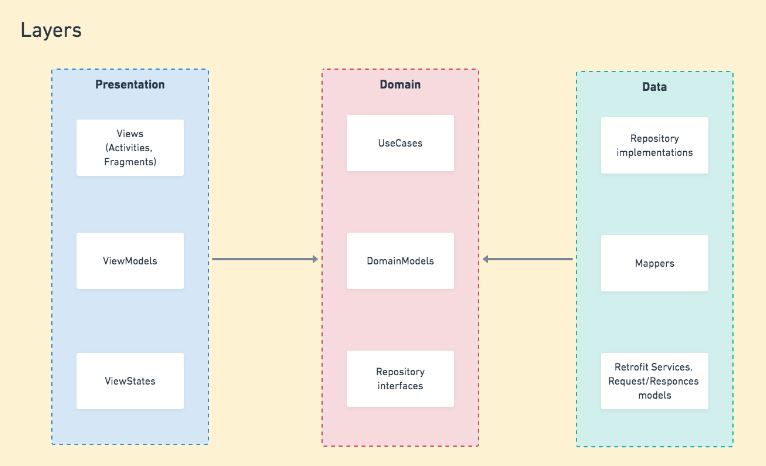 Layers
Presentation
Views
(Activities,
Fragments)
ViewModels
ViewStates
Domain
UseCases
DomainModels
Repository
interfaces
Data
Repository
implementations
Mappers
Retrofit Services,
Request/Responces
models